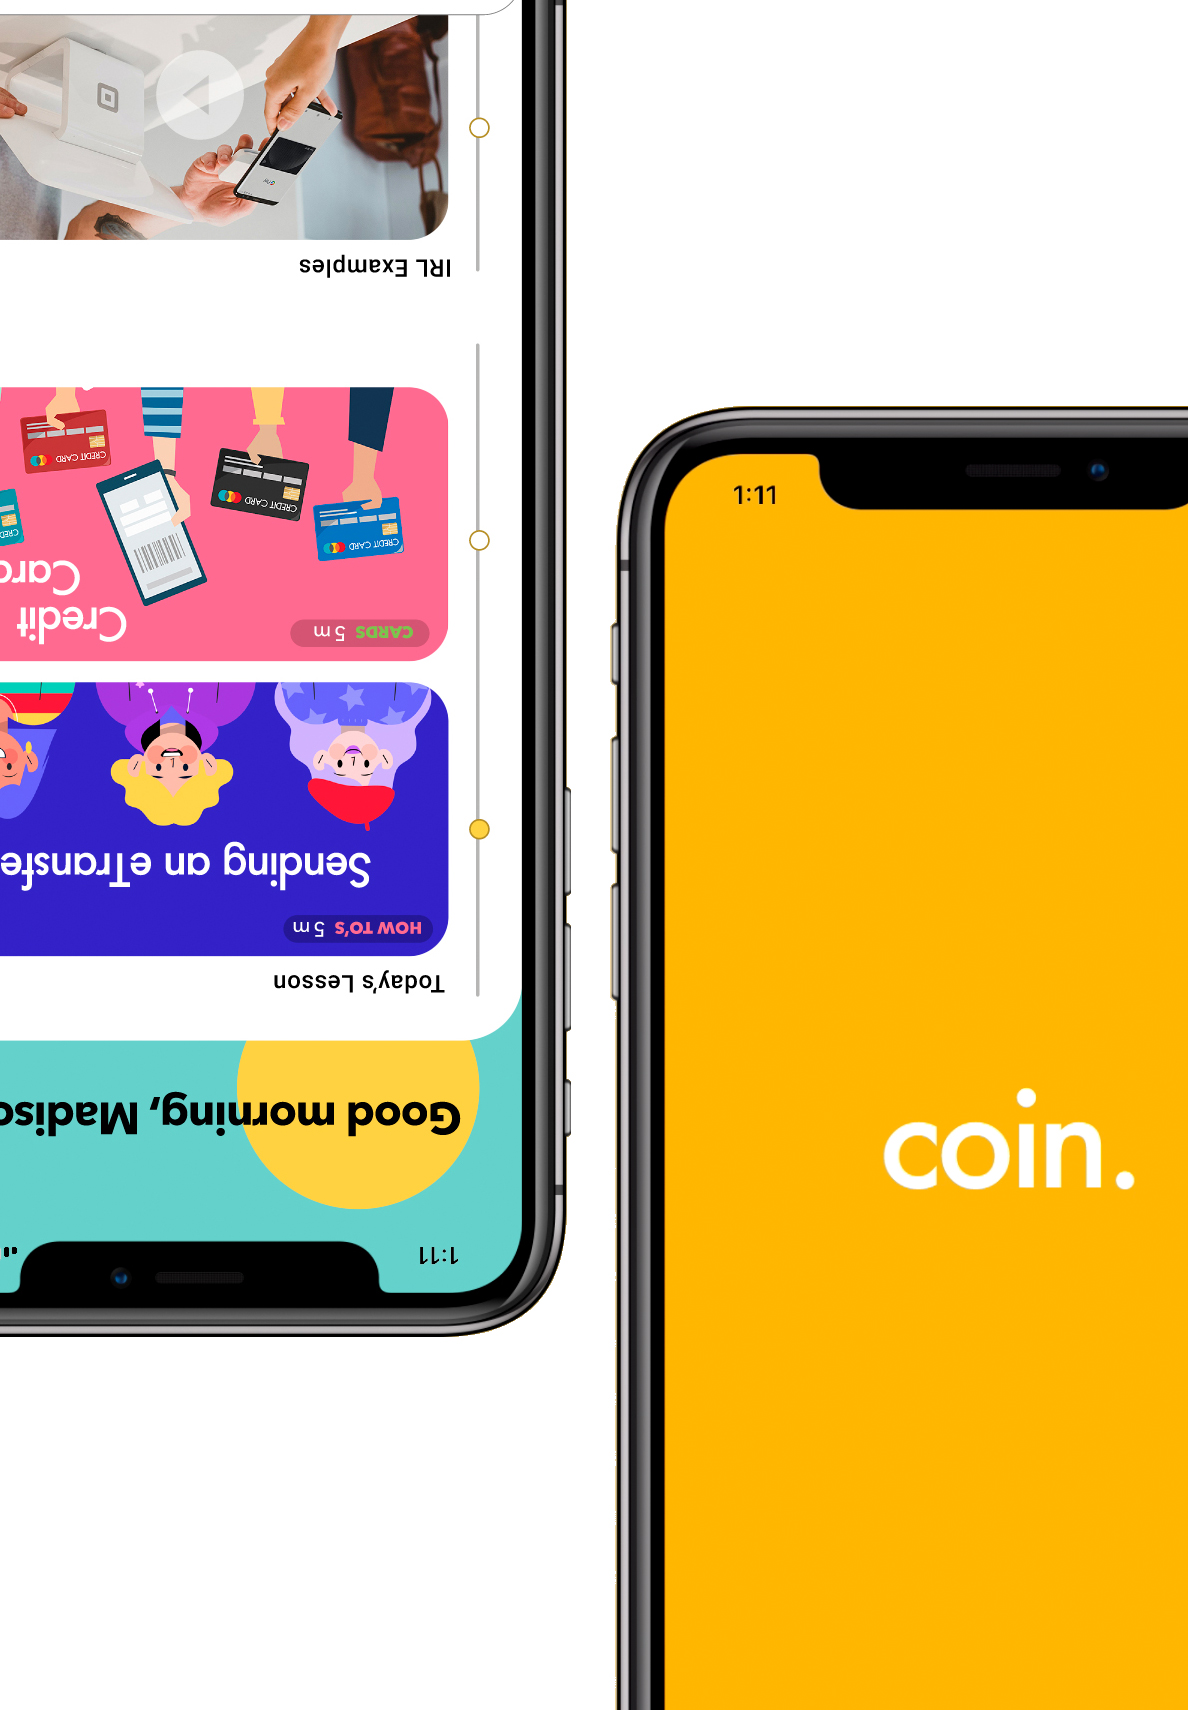 1:11
Good morning, Madiso
Today's Lesson
HOW TO'S 5 m
Sending an eTransfe
CARDS 5 m
Credit
Card
CREDIT CARD
CREDIT CARD
CREDIT CARD
CREDIT
IRL Examples
1:11
coin.